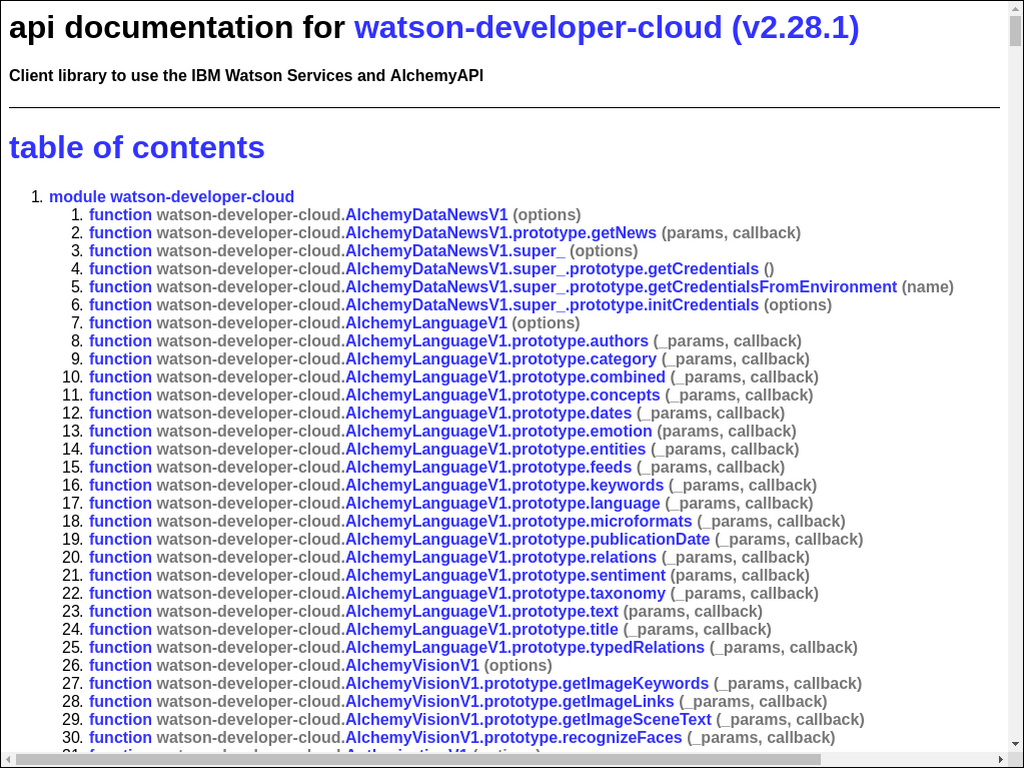 api documentation for watson-developer-cloud (v2.28.1)
Client library to use the IBM Watson Services and AlchemyAPI
table of contents
1. module watson-developer-cloud
1. function watson-developer-cloud.AlchemyDataNewsV1 (options)
2. function watson-developer-cloud.AlchemyDataNewsV1.prototype.getNews (params, callback)
3. function watson-developer-cloud.AlchemyDataNewsV1.super_ (options)
4. function watson-developer-cloud.AlchemyDataNewsV1.super_.prototype.getCredentials ()
5. function watson-developer-cloud.AlchemyDataNewsV1.super_.prototype.getCredentialsFromEnvironment (name)
6. function watson-developer-cloud.AlchemyDataNewsV1.super_.prototype.initCredentials (options)
7. function watson-developer-cloud.AlchemyLanguageV1 (options)
8. function watson-developer-cloud.AlchemyLanguageV1.prototype.authors (_params, callback)
9. function watson-developer-cloud.AlchemyLanguageV1.prototype.category (_params, callback)
10. function watson-developer-cloud.AlchemyLanguageV1.prototype.combined (_params, callback)
11. function watson-developer-cloud.AlchemyLanguageV1.prototype.concepts (_params, callback)
12. function watson-developer-cloud.AlchemyLanguageV1.prototype.dates (_params, callback)
13. function watson-developer-cloud.AlchemyLanguageV1.prototype.emotion (params, callback)
14. function watson-developer-cloud.AlchemyLanguageV1.prototype.entities (_params, callback)
15. function watson-developer-cloud.AlchemyLanguageV1.prototype.feeds (_params, callback)
16. function watson-developer-cloud.AlchemyLanguageV1.prototype.keywords (_params, callback)
17. function watson-developer-cloud.AlchemyLanguageV1.prototype.language (_params, callback)
18. function watson-developer-cloud.AlchemyLanguageV1.prototype.microformats (_params, callback)
19. function watson-developer-cloud.AlchemyLanguageV1.prototype.publicationDate (_params, callback)
20. function watson-developer-cloud.AlchemyLanguageV1.prototype.relations (_params, callback)
21. function watson-developer-cloud.AlchemyLanguageV1.prototype.sentiment (params, callback)
22. function watson-developer-cloud.AlchemyLanguageV1.prototype.taxonomy (_params, callback)
23. function watson-developer-cloud.AlchemyLanguageV1.prototype.text (params, callback)
24. function watson-developer-cloud.AlchemyLanguageV1.prototype.title (_params, callback)
25. function watson-developer-cloud.AlchemyLanguageV1.prototype.typedRelations (_params, callback)
26. function watson-developer-cloud.AlchemyVisionV1 (options)
27. function watson-developer-cloud.AlchemyVisionV1.prototype.getImageKeywords (_params, callback)
28. function watson-developer-cloud.AlchemyVisionV1.prototype.getImageLinks (_params, callback)
29. function watson-developer-cloud.AlchemyVisionV1.prototype.getImageSceneText (_params, callback)
30. function watson-developer-cloud.AlchemyVisionV1.prototype.recognizeFaces (_params, callback)